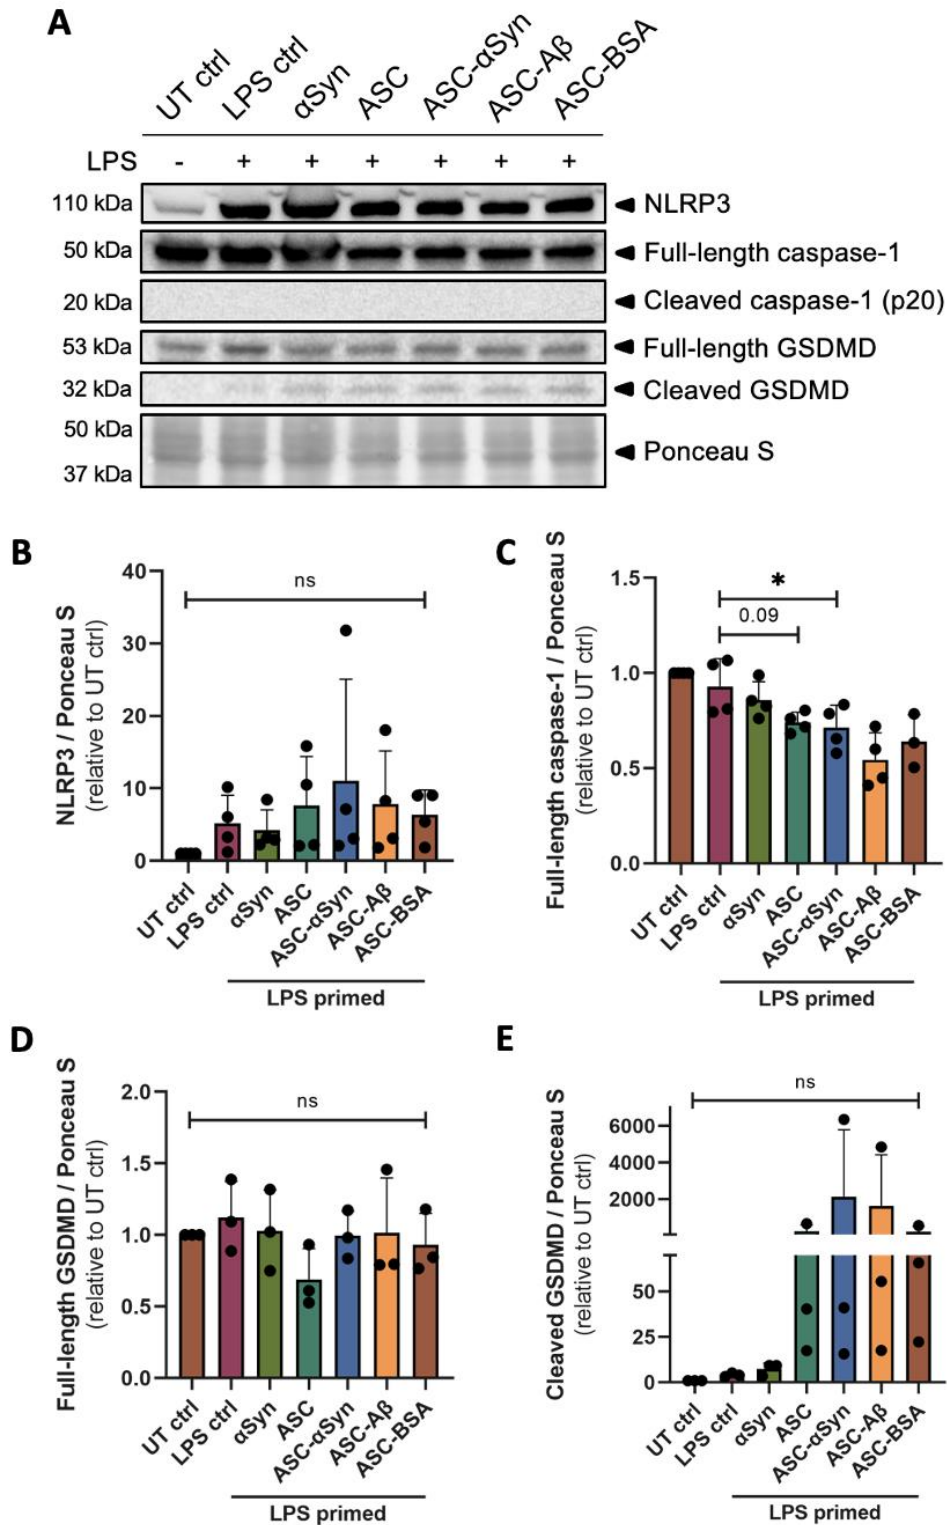 A
UT ctrl
LPS ctrl
αSyn
ASC
ASC-αSyn
ASC-Aβ
ASC-BSA
LPS - + + + + + +
110 kDa NLRP3
50 kDa Full-length caspase-1
20 kDa Cleaved caspase-1 (p20)
53 kDa Full-length GSDMD
32 kDa Cleaved GSDMD
50 kDa
Ponceau S
37 kDa
B
NLRP3 / Ponceau S
(relative to UT ctrl)
40
30
20
10
0
ns
UT ctrl
LPS ctrl
αSyn
ASC
ASC-αSyn
ASC-Aβ
ASC-BSA
LPS primed
C
Full-length caspase-1 / Ponceau S
(relative to UT ctrl)
1.5
1.0
0.5
0.0
*
0.09
UT ctrl
LPS ctrl
αSyn
ASC
ASC-αSyn
ASC-Aβ
ASC-BSA
LPS primed
D
Full-length GSDMD / Ponceau S
(relative to UT ctrl)
2.0
1.5
1.0
0.5
0.0
ns
UT ctrl
LPS ctrl
αSyn
ASC
ASC-αSyn
ASC-Aβ
ASC-BSA
LPS primed
E
Cleaved GSDMD / Ponceau S
(relative to UT ctrl)
6000
4000
2000
50
25
0
ns
UT ctrl
LPS ctrl
αSyn
ASC
ASC-αSyn
ASC-Aβ
ASC-BSA
LPS primed